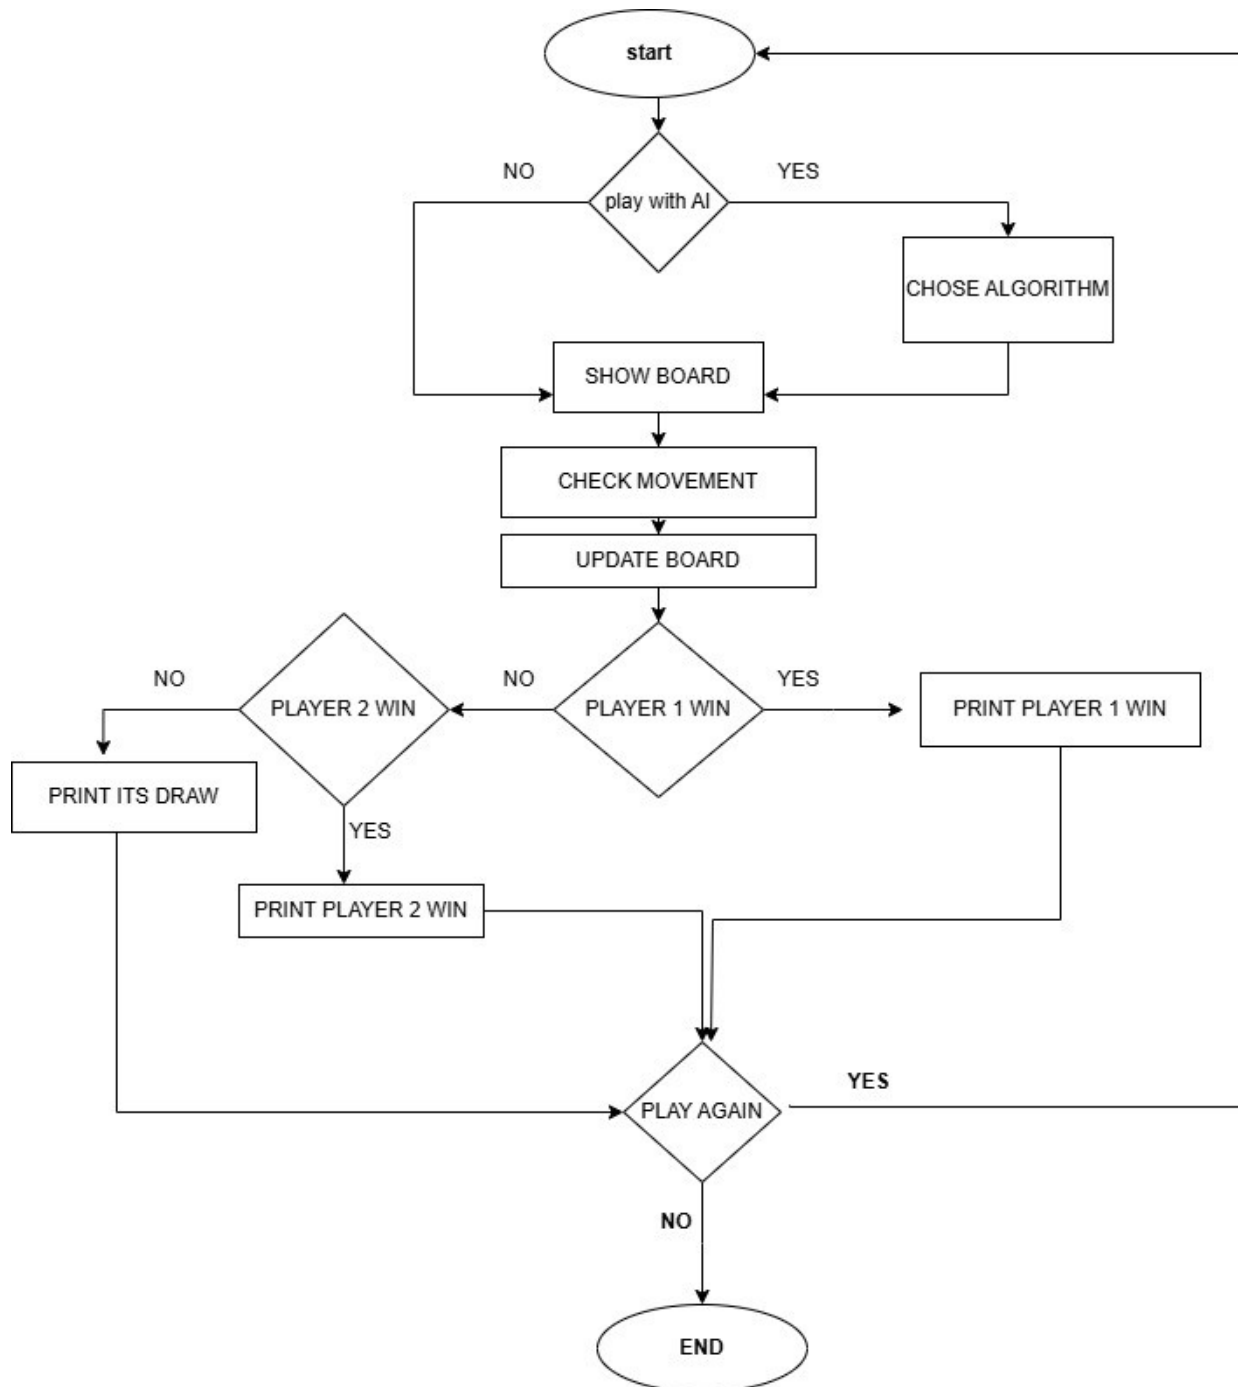 start
NO
YES
play with AI
CHOSE ALGORITHM
SHOW BOARD
CHECK MOVEMENT
UPDATE BOARD
NO
PLAYER 2 WIN
NO
PLAYER 1 WIN
YES
PRINT PLAYER 1 WIN
PRINT ITS DRAW
YES
PRINT PLAYER 2 WIN
PLAY AGAIN
YES
NO
END